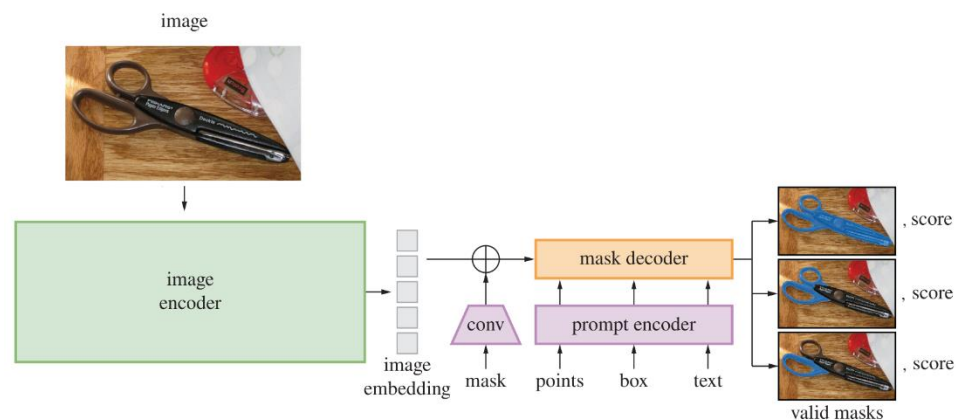 image
image
encoder
image
embedding
conv
mask
mask decoder
prompt encoder
points
box
text
, score
, score
, score
valid masks